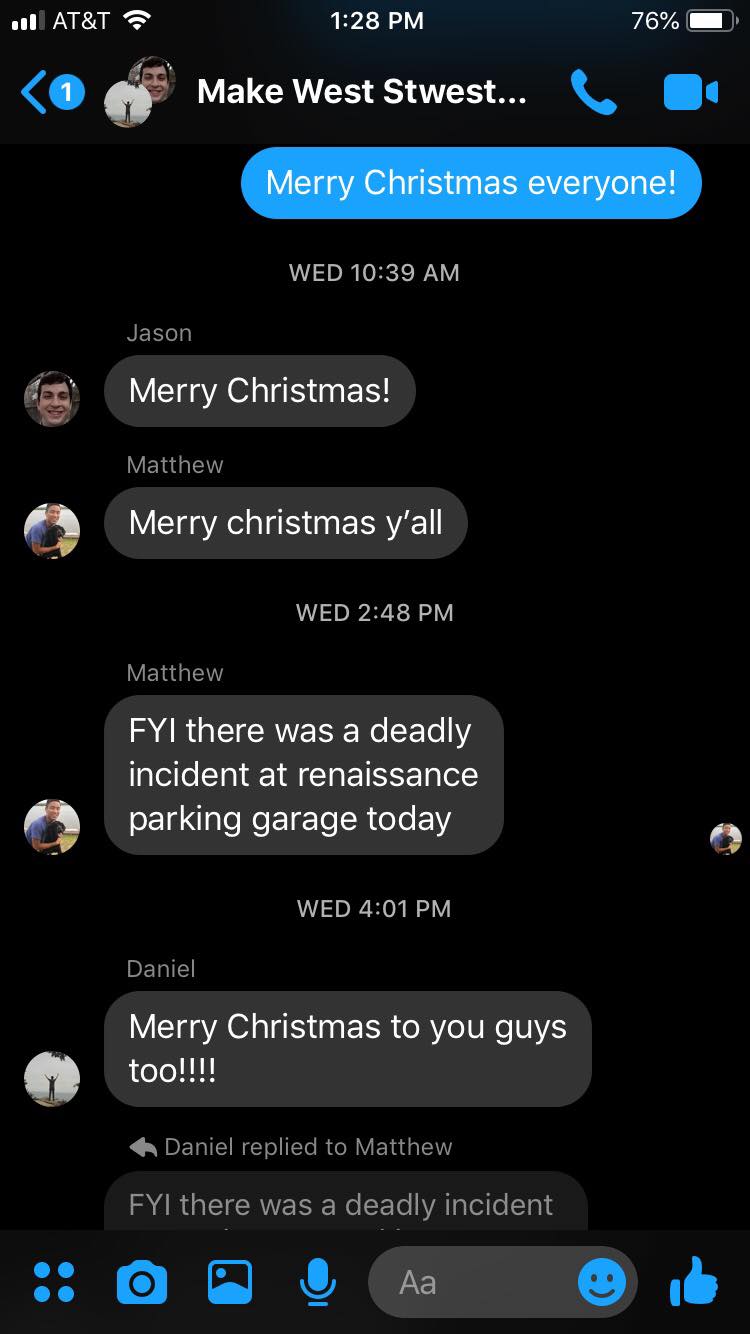 AT&T 1:28 PM 76%
1 Make West Stwest...
Merry Christmas everyone!
WED 10:39 AM
Jason
Merry Christmas!
Matthew
Merry christmas y’all
WED 2:48 PM
Matthew
FYI there was a deadly
incident at renaissance
parking garage today
WED 4:01 PM
Daniel
Merry Christmas to you guys
too!!!!
Daniel replied to Matthew
FYI there was a deadly incident
Aa